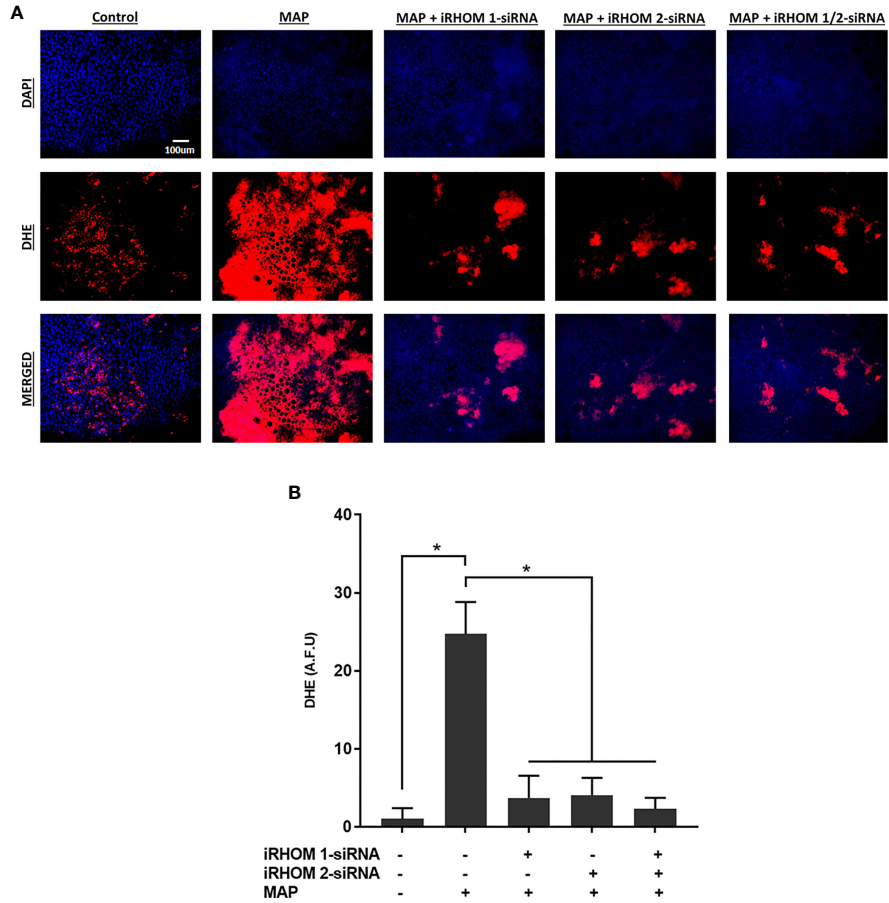 A
Control MAP MAP + iRHOM 1-siRNA MAP + iRHOM 2-siRNA MAP + iRHOM 1/2-siRNA
DAPI
100um
DHE
MERGED
B
DHE (A.F.U)
40
30
20
10
0
*
*
iRHOM 1-siRNA - - + - +
iRHOM 2-siRNA - - - + +
MAP - + + + +